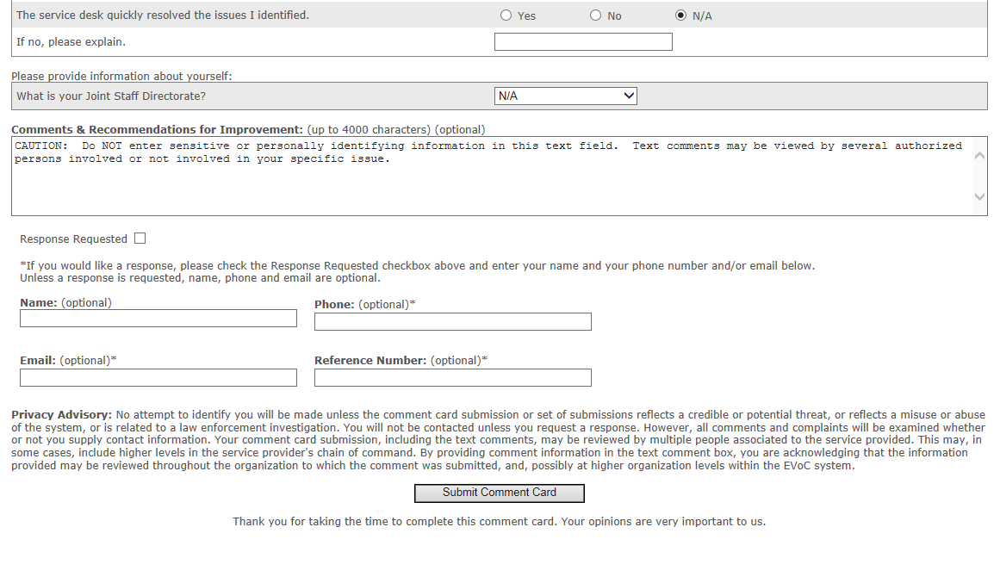 The service desk quickly resolved the issues I identified. Yes No N/A
If no, please explain.
Please provide information about yourself:
What is your Joint Staff Directorate? N/A
Comments & Recommendations for Improvement: (up to 4000 characters) (optional)
CAUTION:  Do NOT enter sensitive or personally identifying information in this text field.  Text comments may be viewed by several authorized
persons involved or not involved in your specific issue.
Response Requested
*If you would like a response, please check the Response Requested checkbox above and enter your name and your phone number and/or email below.
Unless a response is requested, name, phone and email are optional.
Name: (optional) Phone: (optional)*
Email: (optional)* Reference Number: (optional)*
Privacy Advisory: No attempt to identify you will be made unless the comment card submission or set of submissions reflects a credible or potential threat, or reflects a misuse or abuse
of the system, or is related to a law enforcement investigation. You will not be contacted unless you request a response. However, all comments and complaints will be examined whether
or not you supply contact information. Your comment card submission, including the text comments, may be reviewed by multiple people associated to the service provided. This may, in
some cases, include higher levels in the service provider's chain of command. By providing comment information in the text comment box, you are acknowledging that the information
provided may be reviewed throughout the organization to which the comment was submitted, and, possibly at higher organization levels within the EVoC system.
Submit Comment Card
Thank you for taking the time to complete this comment card. Your opinions are very important to us.